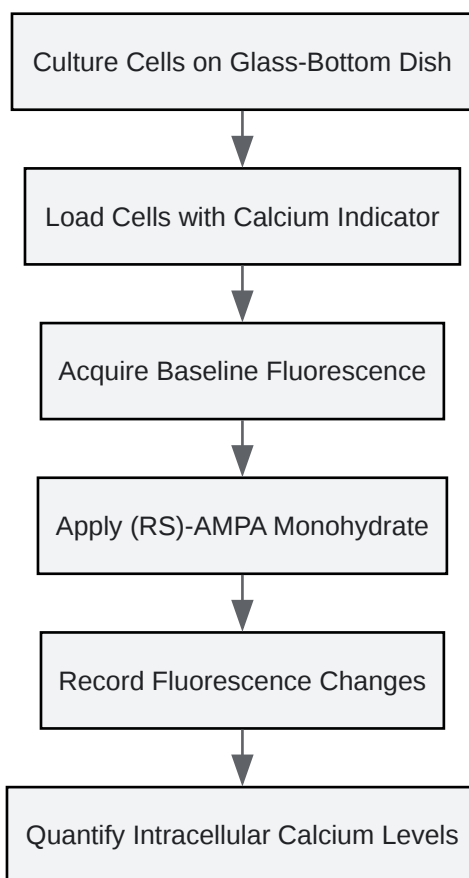 Culture Cells on Glass-Bottom Dish
Load Cells with Calcium Indicator
Acquire Baseline Fluorescence
Apply (RS)-AMPA Monohydrate
Record Fluorescence Changes
Quantify Intracellular Calcium Levels